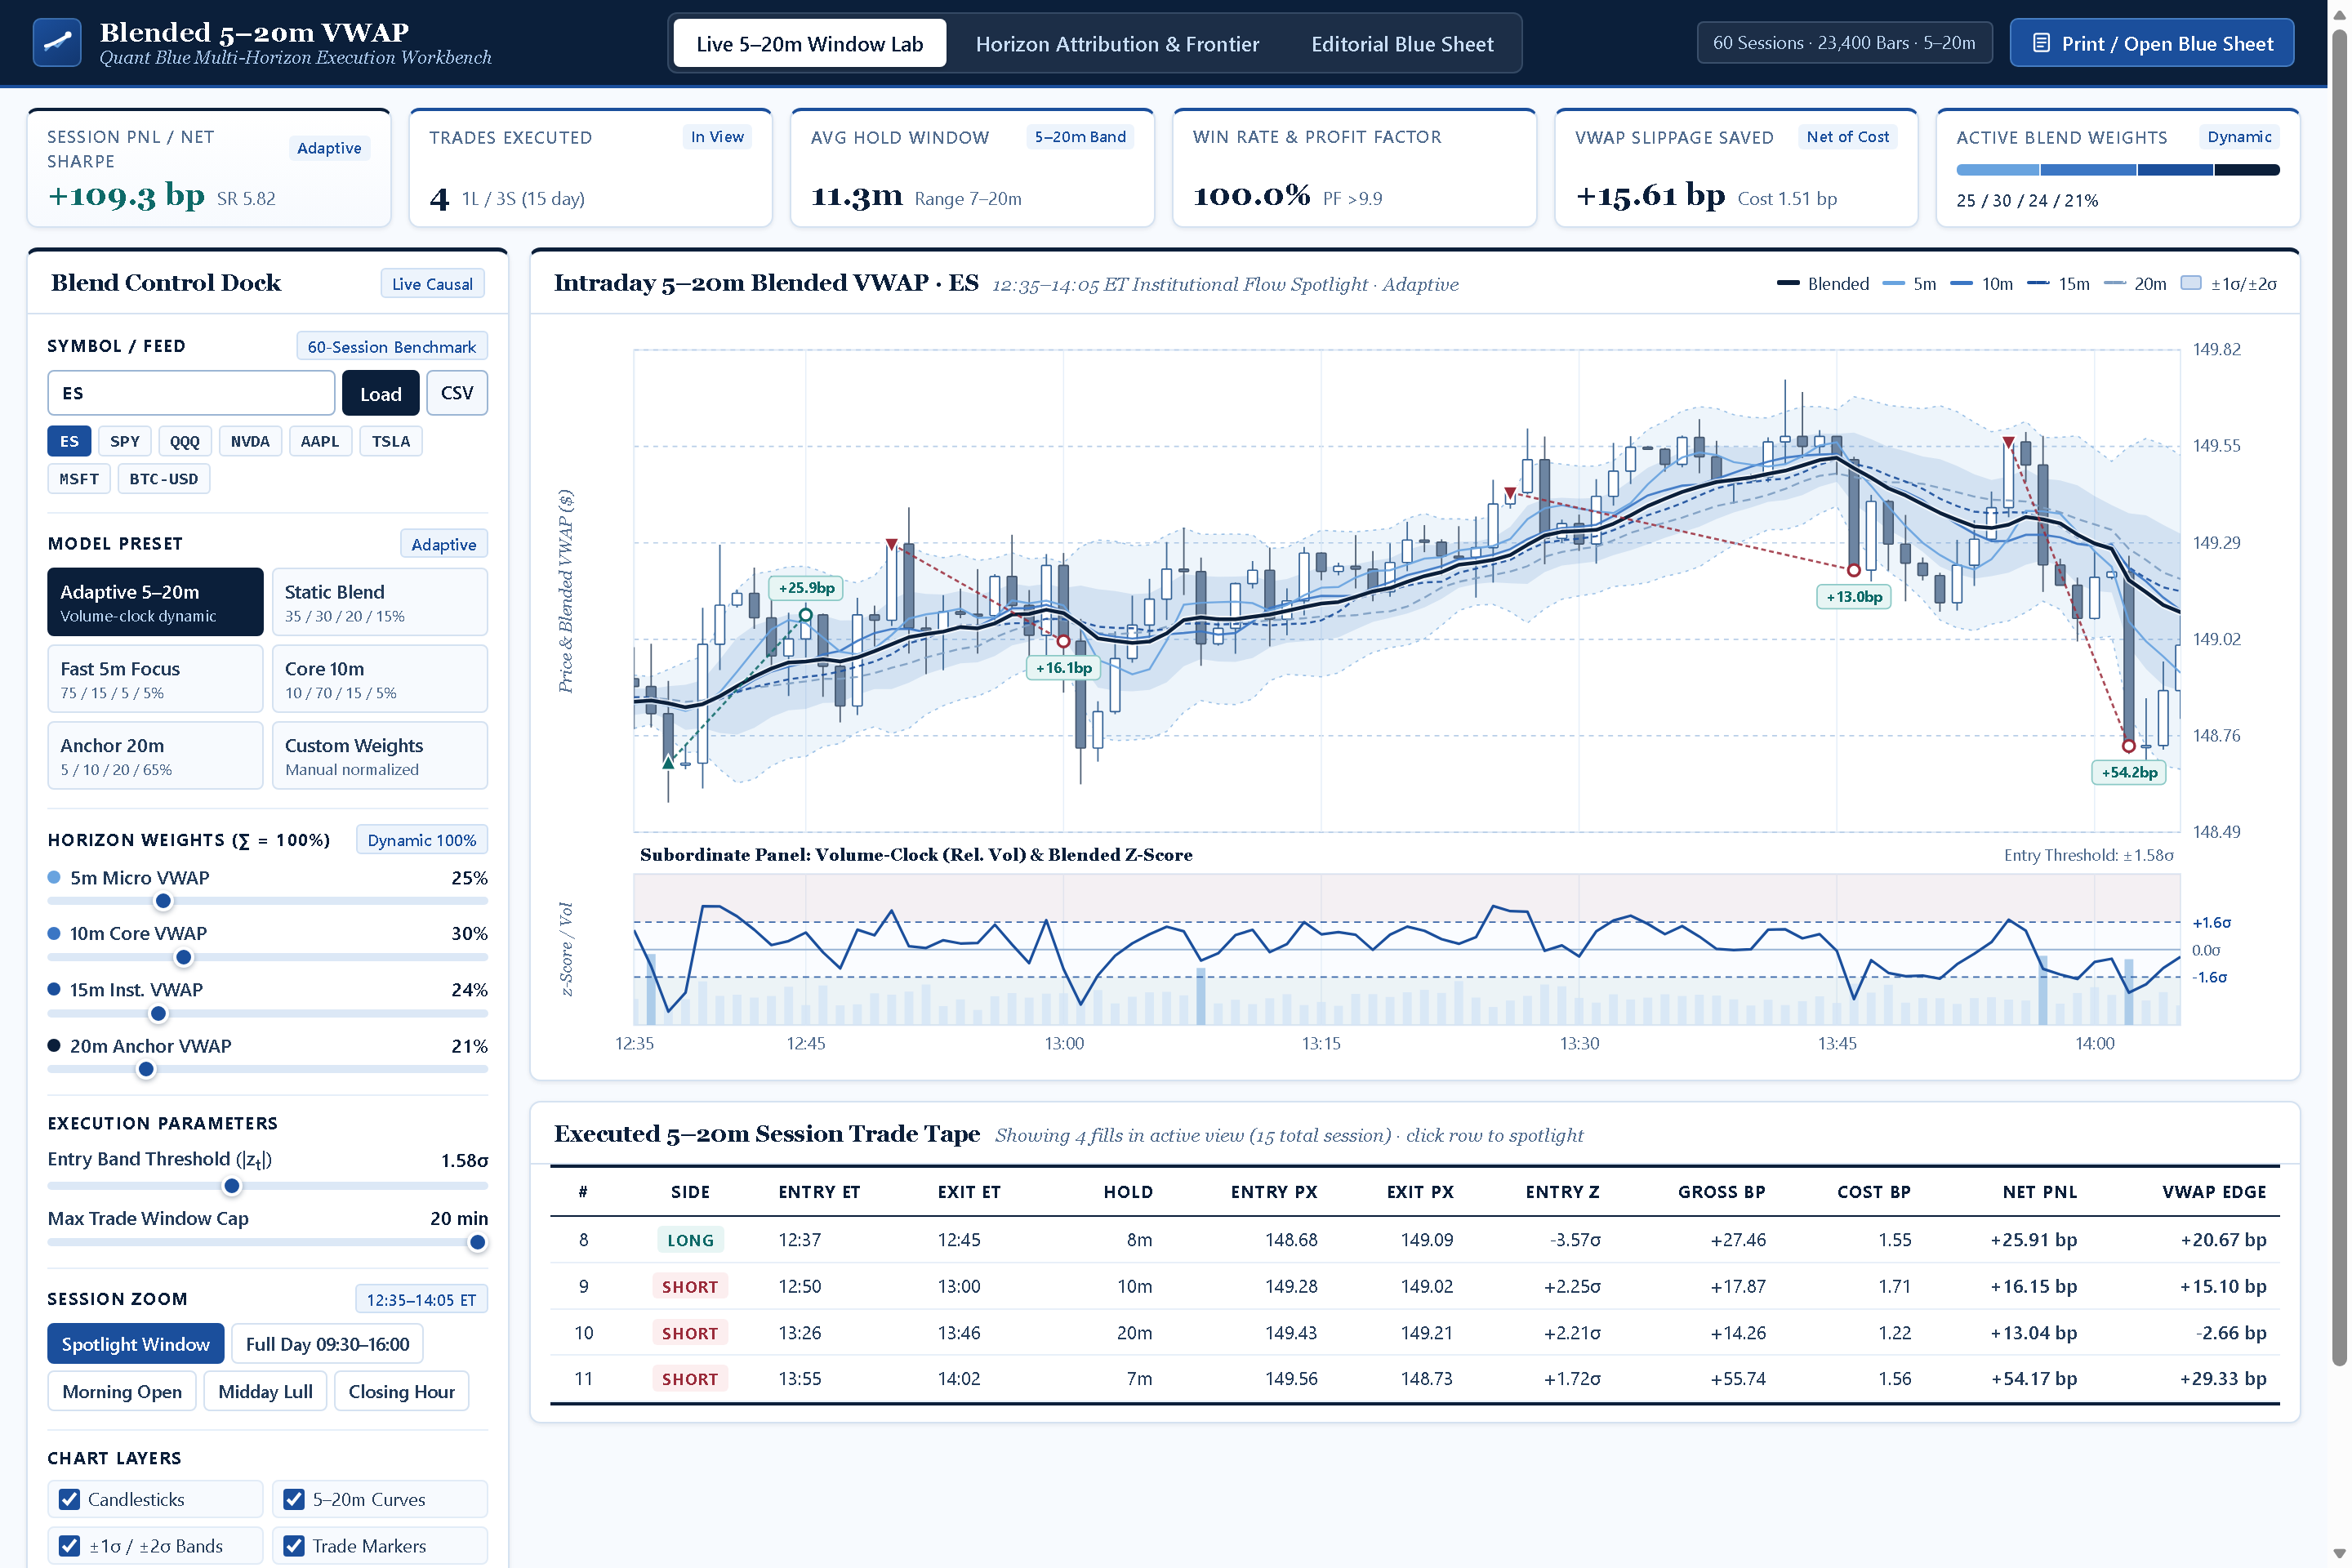 Blended 5–20m VWAP
Quant Blue Multi-Horizon Execution Workbench
Live 5–20m Window Lab
Horizon Attribution & Frontier
Editorial Blue Sheet
60 Sessions · 23,400 Bars · 5–20m
Print / Open Blue Sheet
SESSION PNL / NET SHARPE
Adaptive
+109.3 bp SR 5.82
TRADES EXECUTED
In View
4 1L / 3S (15 day)
AVG HOLD WINDOW
5–20m Band
11.3m Range 7–20m
WIN RATE & PROFIT FACTOR
100.0% PF >9.9
VWAP SLIPPAGE SAVED
Net of Cost
+15.61 bp Cost 1.51 bp
ACTIVE BLEND WEIGHTS
Dynamic
25 / 30 / 24 / 21%
Blend Control Dock
Live Causal
SYMBOL / FEED
60-Session Benchmark
ES
Load
CSV
ES SPY QQQ NVDA AAPL TSLA
MSFT BTC-USD
MODEL PRESET
Adaptive
Adaptive 5–20m
Volume-clock dynamic
Static Blend
35 / 30 / 20 / 15%
Fast 5m Focus
75 / 15 / 5 / 5%
Core 10m
10 / 70 / 15 / 5%
Anchor 20m
5 / 10 / 20 / 65%
Custom Weights
Manual normalized
HORIZON WEIGHTS (∑ = 100%)
Dynamic 100%
5m Micro VWAP 25%
10m Core VWAP 30%
15m Inst. VWAP 24%
20m Anchor VWAP 21%
EXECUTION PARAMETERS
Entry Band Threshold (|zt|) 1.58σ
Max Trade Window Cap 20 min
SESSION ZOOM
12:35–14:05 ET
Spotlight Window
Full Day 09:30–16:00
Morning Open
Midday Lull
Closing Hour
CHART LAYERS
Candlesticks
5–20m Curves
±1σ / ±2σ Bands
Trade Markers
Intraday 5–20m Blended VWAP · ES 12:35–14:05 ET Institutional Flow Spotlight · Adaptive
Blended 5m 10m 15m 20m ±1σ/±2σ
Price & Blended VWAP ($)
149.82
149.55
149.29
149.02
148.76
148.49
+25.9bp
+16.1bp
+13.0bp
+54.2bp
Subordinate Panel: Volume-Clock (Rel. Vol) & Blended Z-Score
Entry Threshold: ±1.58σ
z-Score / Vol
+1.6σ
0.0σ
-1.6σ
12:35 12:45 13:00 13:15 13:30 13:45 14:00
Executed 5–20m Session Trade Tape Showing 4 fills in active view (15 total session) · click row to spotlight
# SIDE ENTRY ET EXIT ET HOLD ENTRY PX EXIT PX ENTRY Z GROSS BP COST BP NET PNL VWAP EDGE
8 LONG 12:37 12:45 8m 148.68 149.09 -3.57σ +27.46 1.55 +25.91 bp +20.67 bp
9 SHORT 12:50 13:00 10m 149.28 149.02 +2.25σ +17.87 1.71 +16.15 bp +15.10 bp
10 SHORT 13:26 13:46 20m 149.43 149.21 +2.21σ +14.26 1.22 +13.04 bp -2.66 bp
11 SHORT 13:55 14:02 7m 149.56 148.73 +1.72σ +55.74 1.56 +54.17 bp +29.33 bp